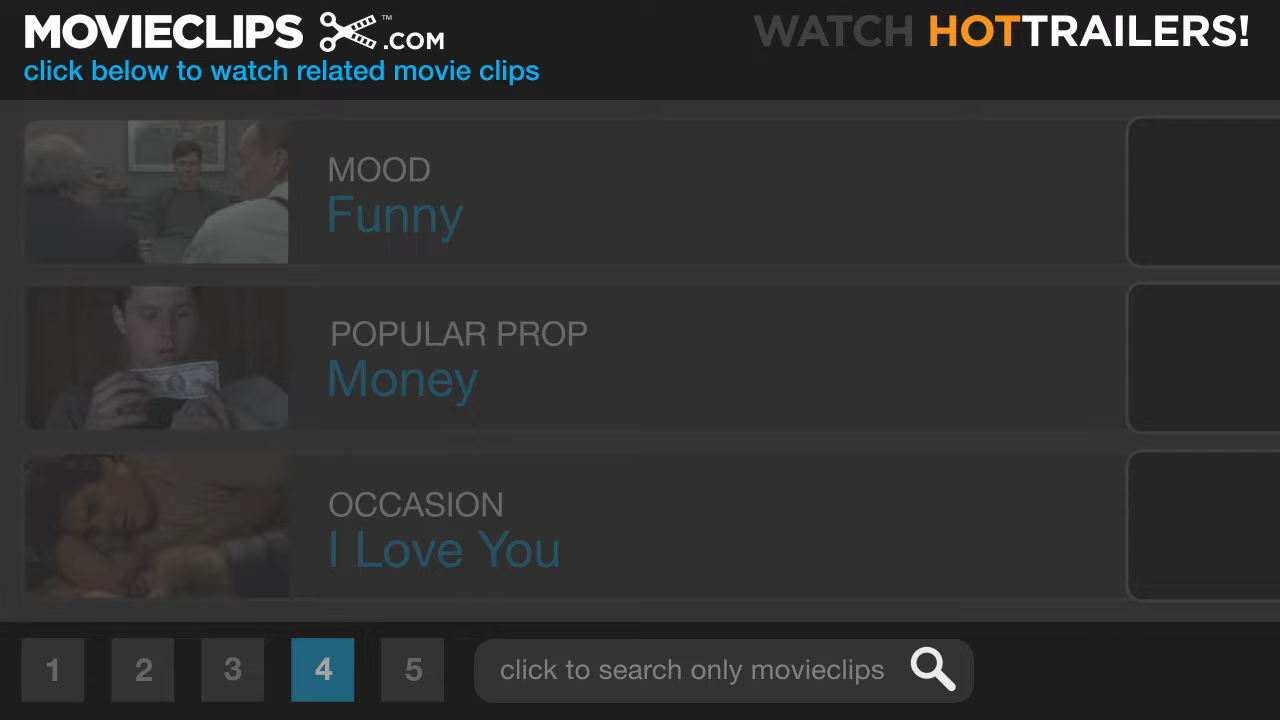 MOVIECLIPS ™ .COM
WATCH HOTTRAILERS!
click below to watch related movie clips
MOOD
Funny
POPULAR PROP
Money
OCCASION
I Love You
1 2 3 4 5
click to search only movieclips